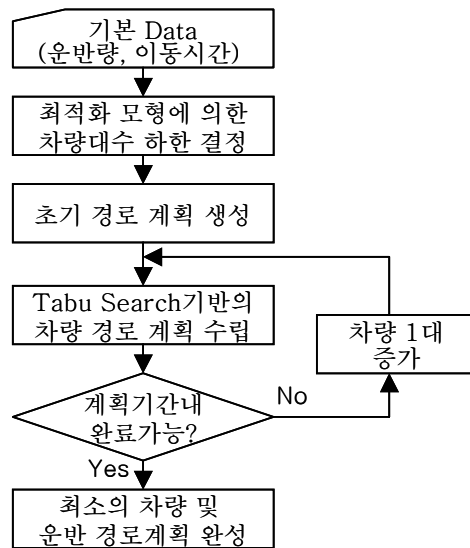 기본 Data
(운반량, 이동시간)
최적화 모형에 의한
차량대수 하한 결정
초기 경로 계획 생성
Tabu Search기반의
차량 경로 계획 수립
차량 1대
증가
계획기간내
완료가능?
No
Yes
최소의 차량 및
운반 경로계획 완성